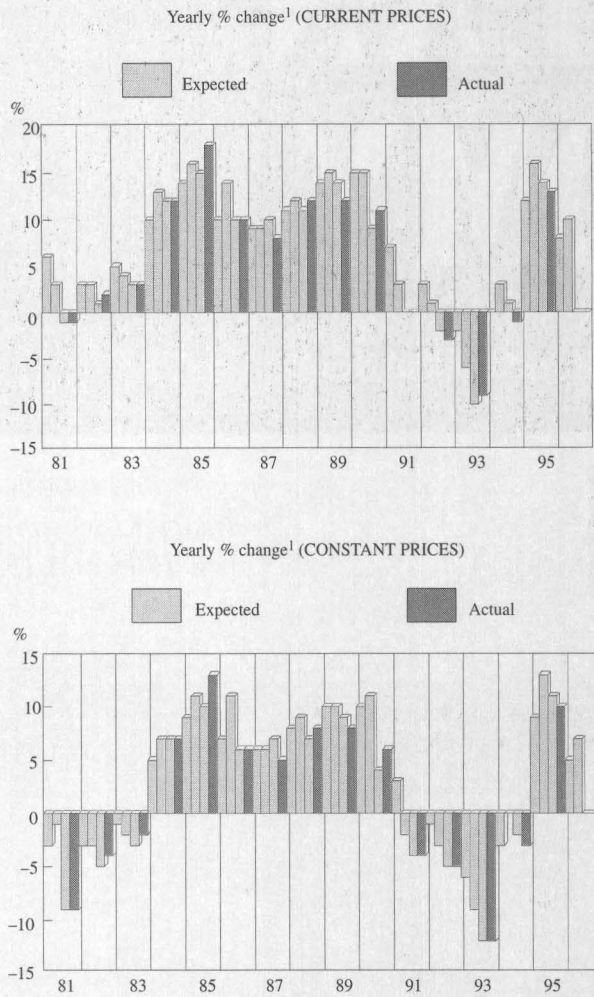 Yearly % change1 (CURRENT PRICES)
Expected Actual
%
20
15
10
5
0
−5
−10
−15
81 83 85 87 89 91 93 95
Yearly % change1 (CONSTANT PRICES)
Expected Actual
%
15
10
5
0
−5
−10
−15
81 83 85 87 89 91 93 95